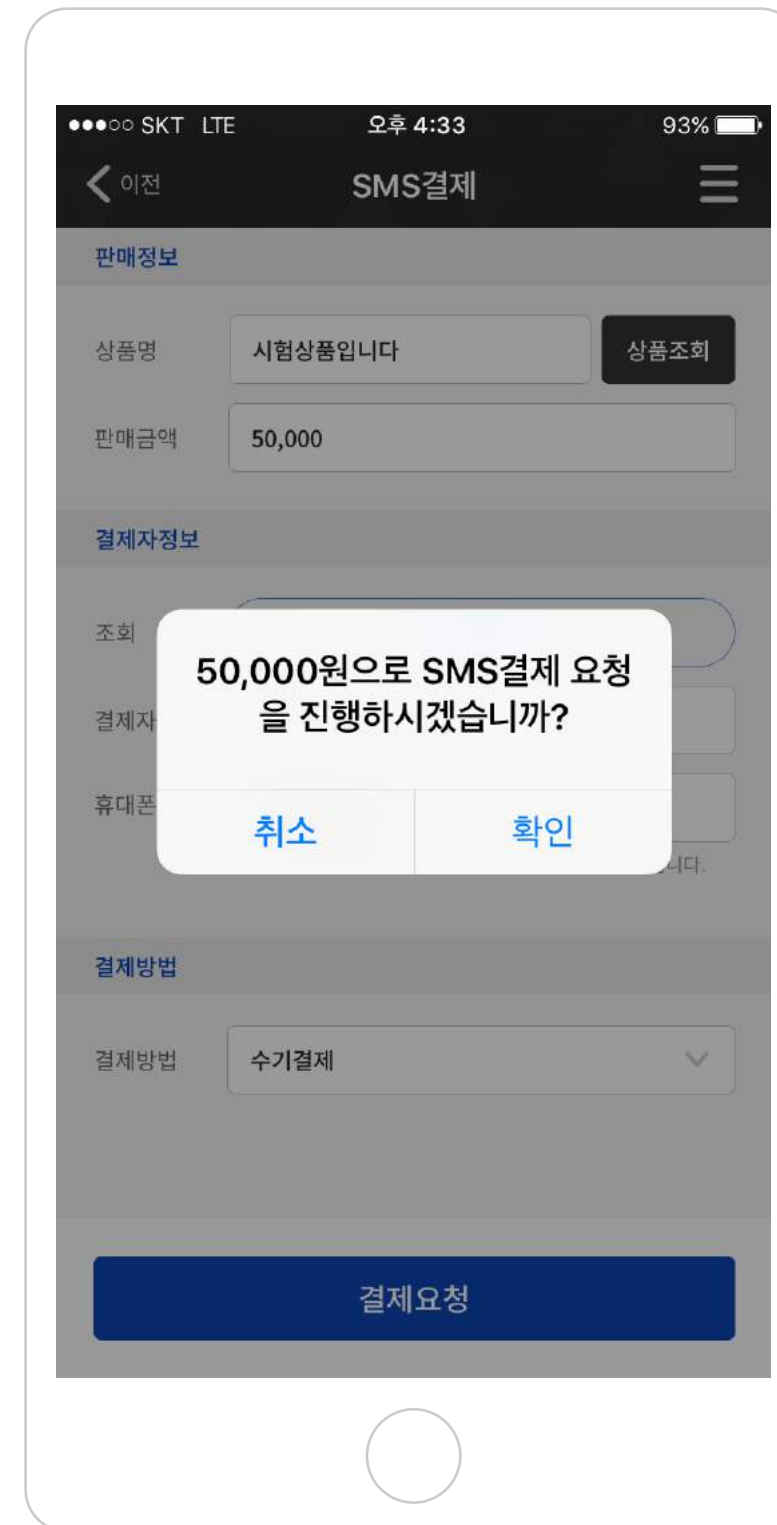 SKT LTE 오후 4:33 93%
이전 SMS결제
판매정보
상품명 시험상품입니다 상품조회
판매금액 50,000
결제자정보
조회
50,000원으로 SMS결제 요청
을 진행하시겠습니까?
결제자
휴대폰
취소 확인
니다.
결제방법
결제방법 수기결제
결제요청